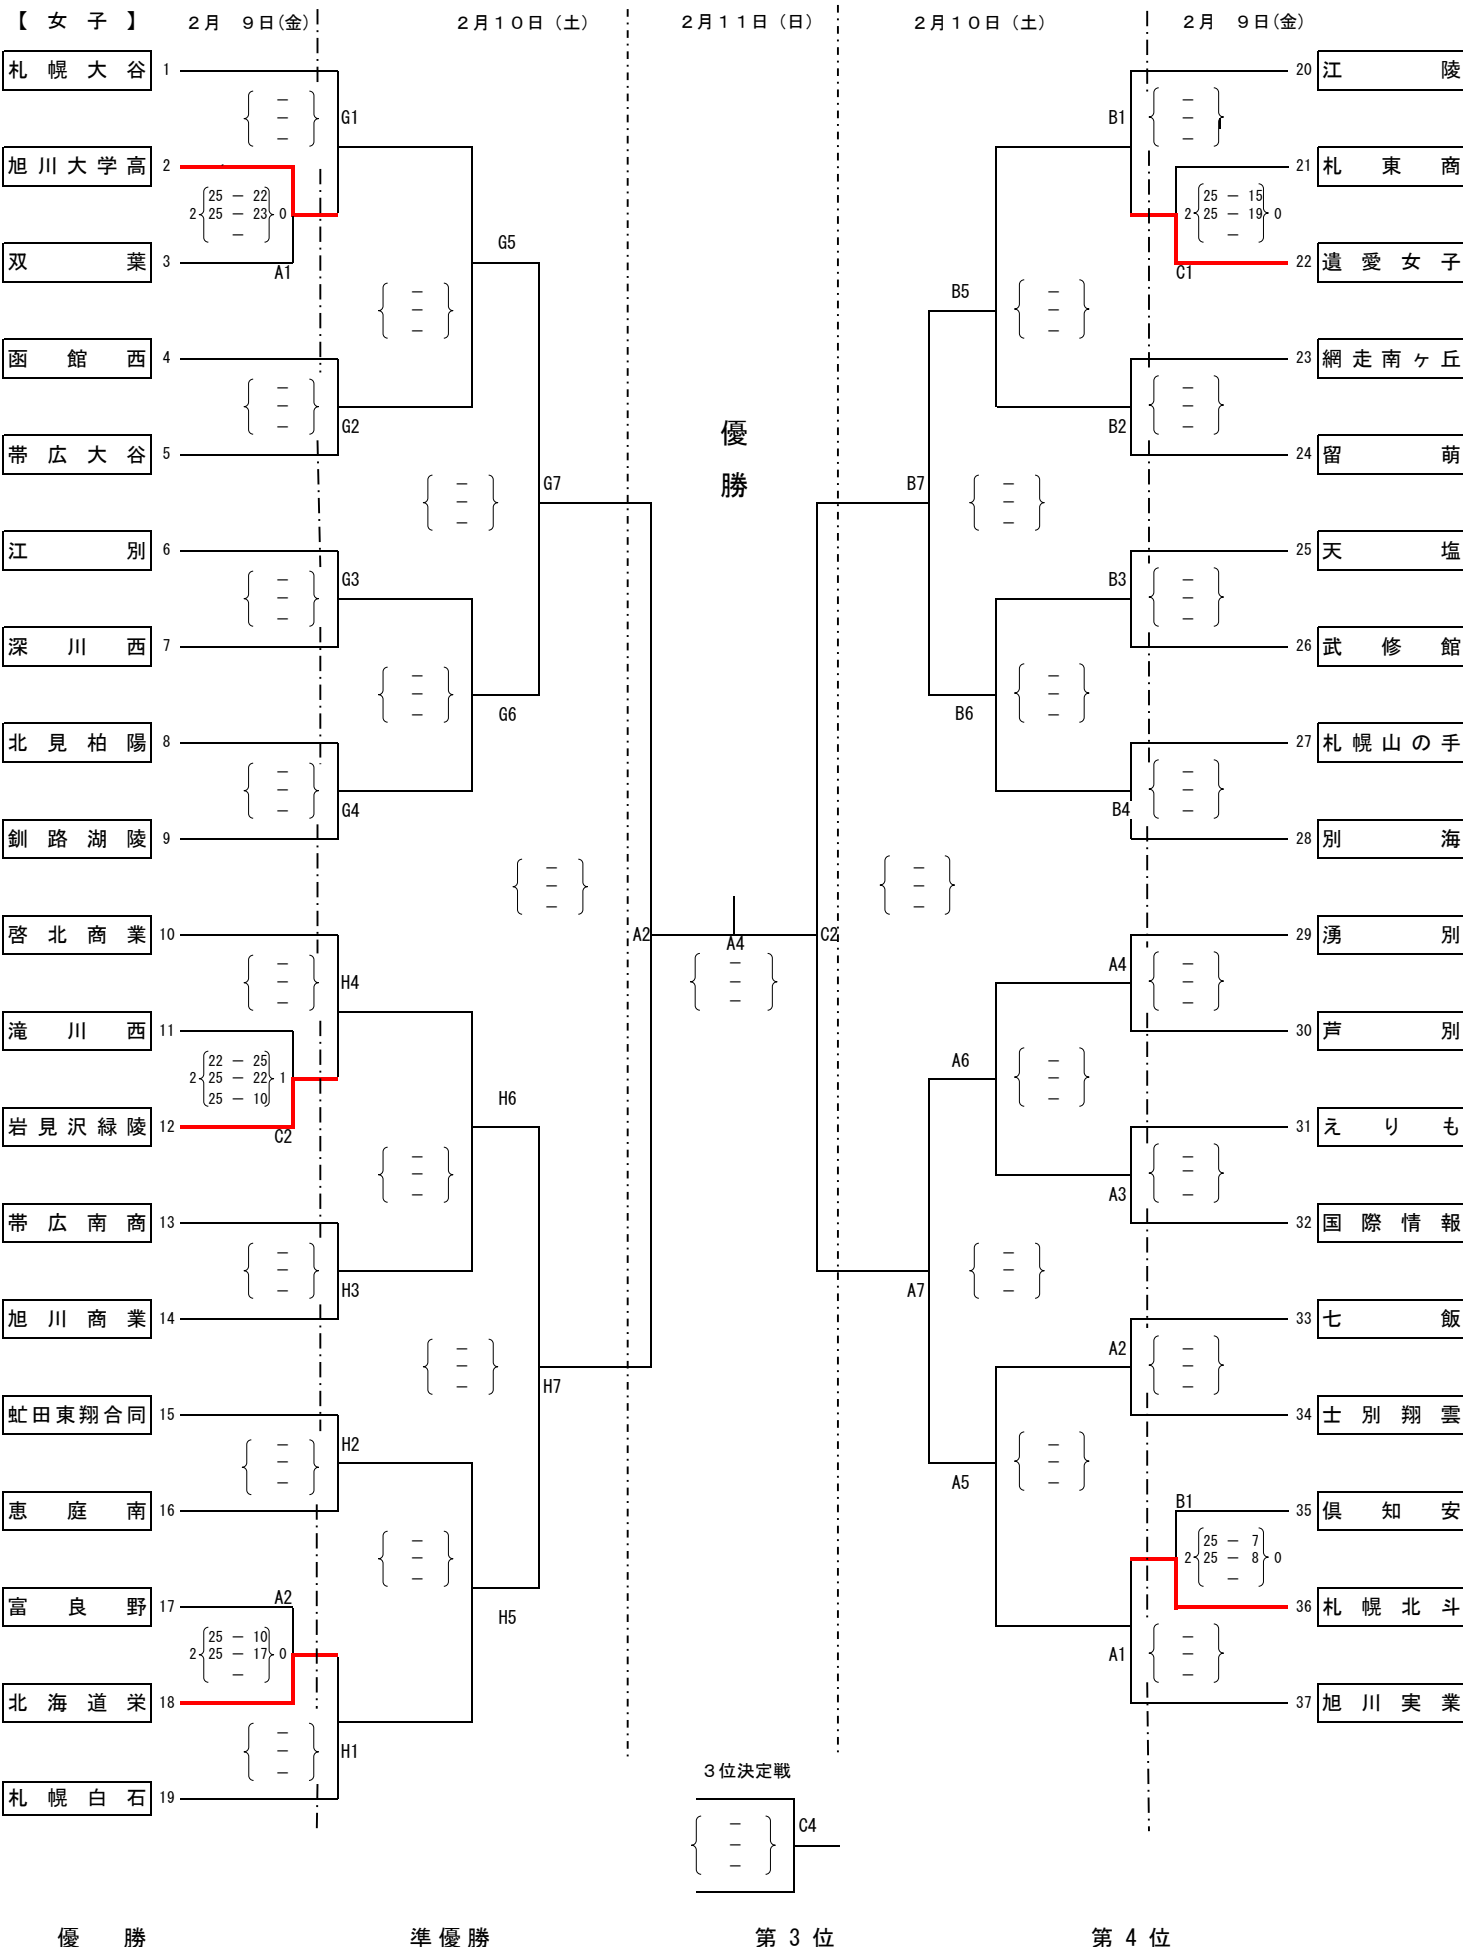 【 女 子 】 ２月 ９日(金) ２月１０日（土） ２月１１日（日） ２月１０日（土） ２月 ９日(金)
札幌大谷 1 20 江陵
－ －
－ G1 B1 －
－ －
旭川大学高 2 21 札東商
25 － 22 25 － 15
2 25 － 23 0 2 25 － 19 0
－ －
G5
双葉 3 A1 C1 22 遺愛女子
－ B5 －
－ －
－ －
函館西 4 23 網走南ヶ丘
－ －
－ －
－ G2 優 B2 －
帯広大谷 5 24 留萌
－ G7 勝 B7 －
－ －
－ －
江別 6 25 天塩
－ G3 B3 －
－ －
－ －
深川西 7 26 武修館
－ －
－ －
－ G6 B6 －
北見柏陽 8 27 札幌山の手
－ －
－ －
－ G4 B4 －
釧路湖陵 9 28 別海
－ －
－ －
－ －
啓北商業 10 A2 A4 C2 29 湧別
－ － A4 －
－ H4 － －
－ － －
滝川西 11 30 芦別
22 － 25 A6 －
2 25 － 22 1 －
25 － 10 H6 －
岩見沢緑陵 12 C2 31 えりも
－ －
－ －
－ A3 －
帯広南商 13 32 国際情報
－ －
－ －
－ H3 A7 －
旭川商業 14 33 七飯
－ A2 －
－ －
－ H7 －
虻田東翔合同 15 34 士別翔雲
－ H2 －
－ －
－ A5 －
恵庭南 16 B1 35 倶知安
－ 25 － 7
－ 2 25 － 8 0
－ －
富良野 17 A2 H5 36 札幌北斗
25 － 10 －
2 25 － 17 0 A1 －
－ －
北海道栄 18 37 旭川実業
－
－ H1
－
３位決定戦
札幌白石 19
－ C4
－
－
優 勝 準優勝 第 3 位 第 4 位